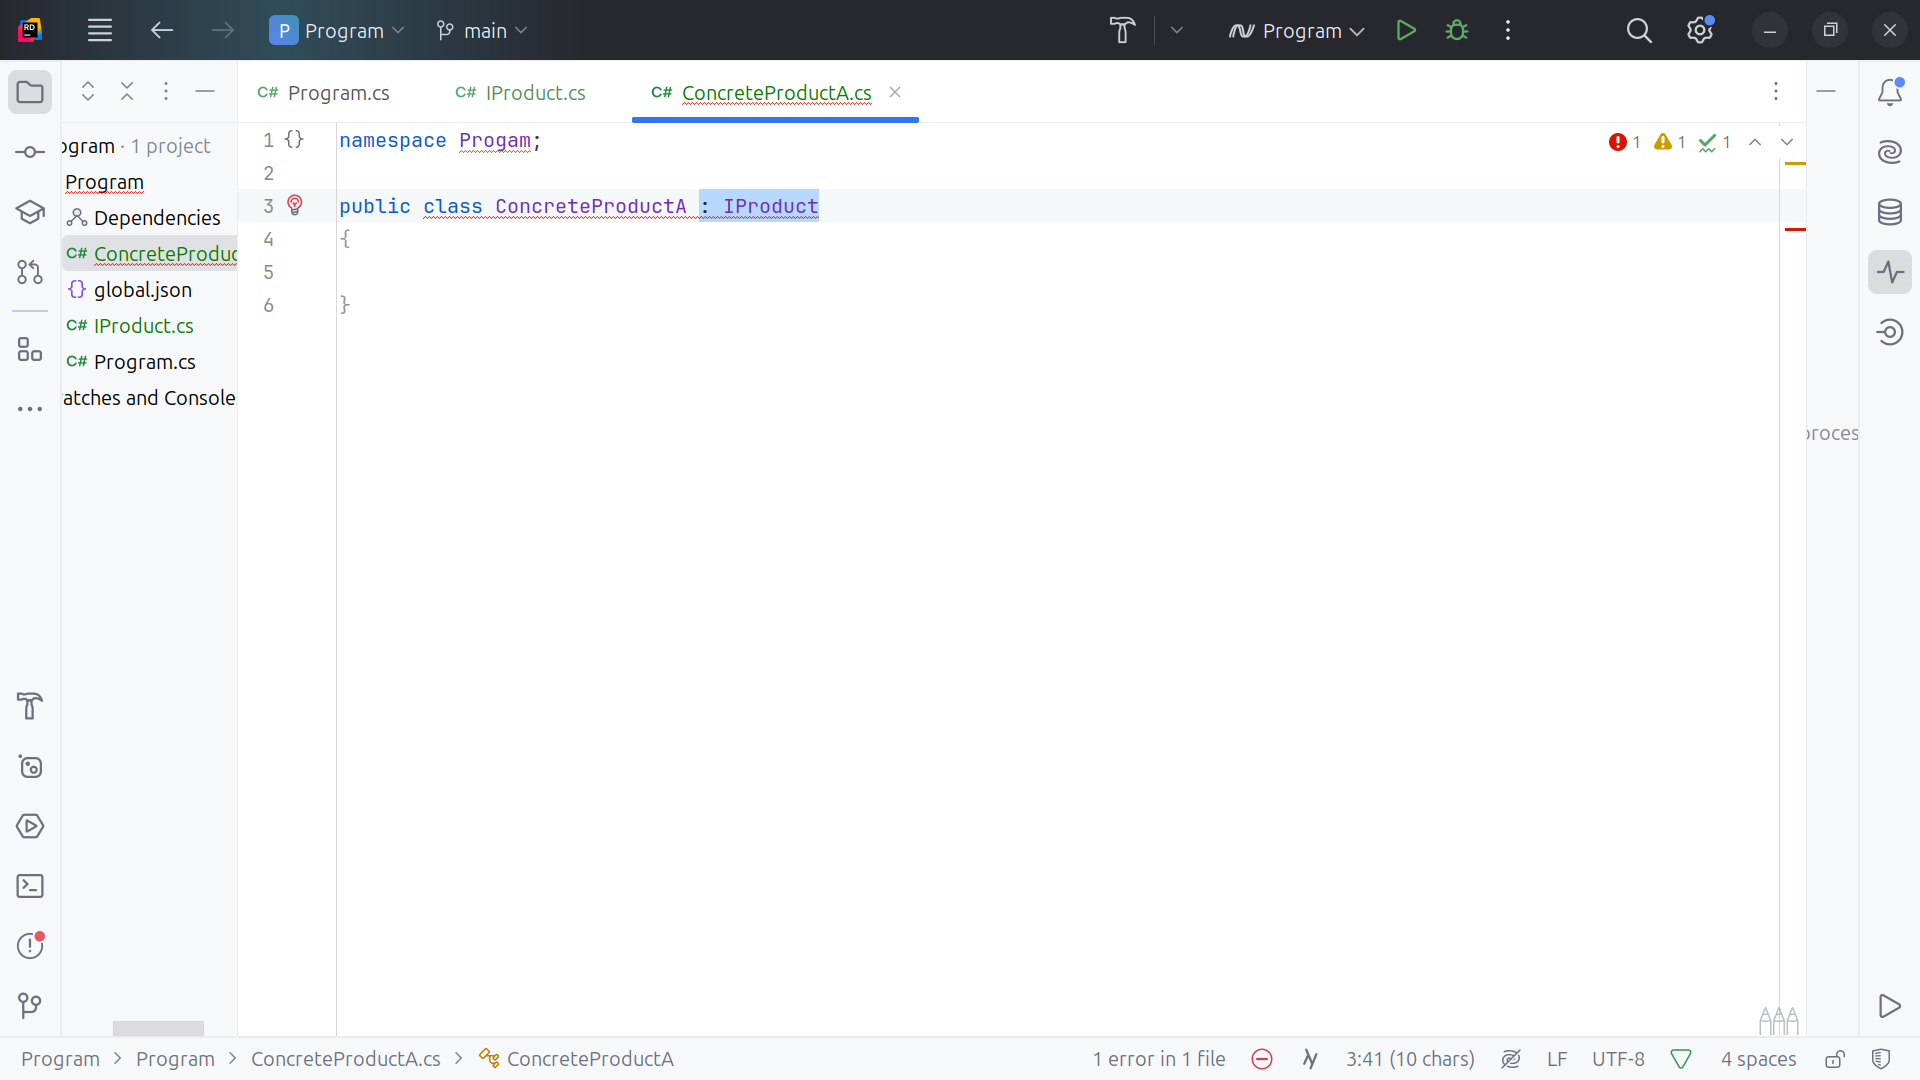 RD
P Program main Program
C# Program.cs C# IProduct.cs C# ConcreteProductA.cs
ogram · 1 project
Program
Dependencies
C# ConcreteProduc
{} global.json
C# IProduct.cs
C# Program.cs
atches and Console
1 {} namespace Progam;
2
3 public class ConcreteProductA : IProduct
4 {
5
6 }
1 1 1
proces
Program > Program > ConcreteProductA.cs > ConcreteProductA
1 error in 1 file 3:41 (10 chars) LF UTF-8 4 spaces